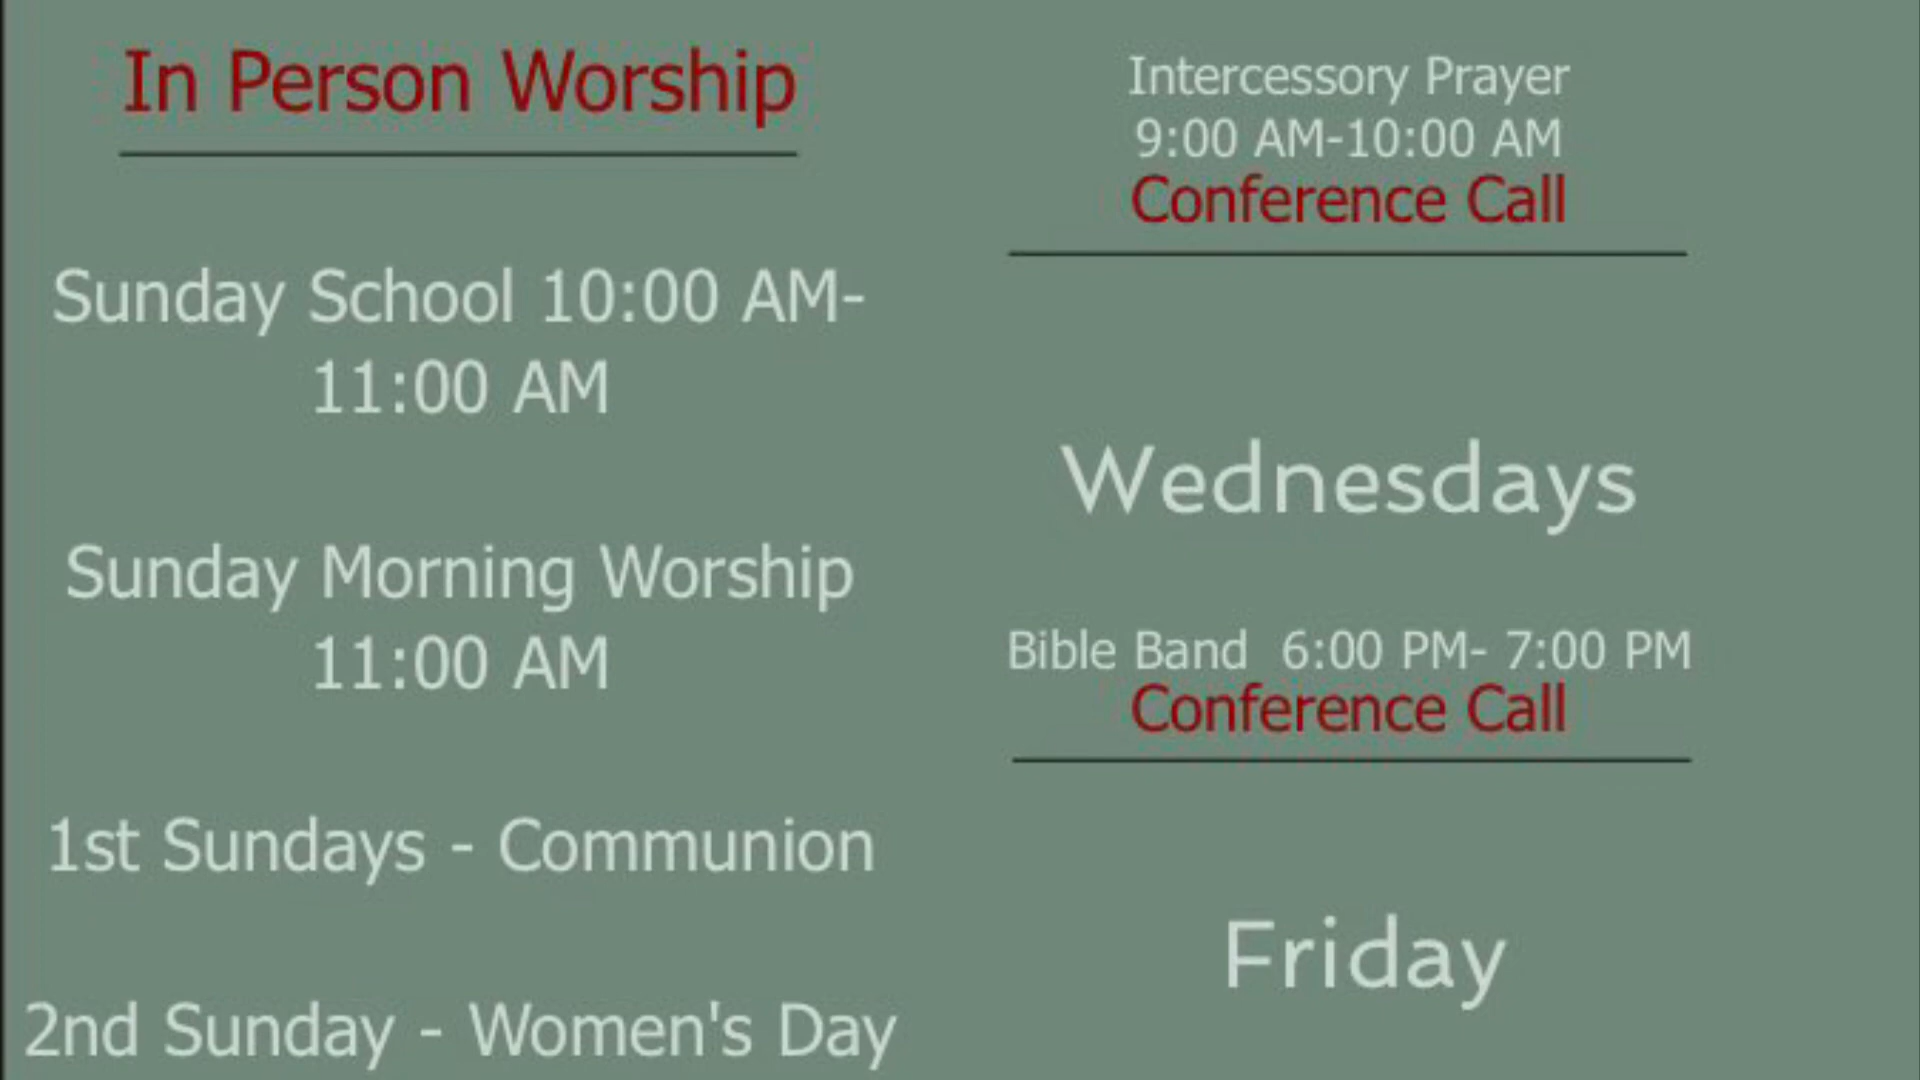 In Person Worship
Sunday School 10:00 AM-
11:00 AM
Sunday Morning Worship
11:00 AM
1st Sundays - Communion
2nd Sunday - Women's Day
Intercessory Prayer
9:00 AM-10:00 AM
Conference Call
Wednesdays
Bible Band  6:00 PM- 7:00 PM
Conference Call
Friday